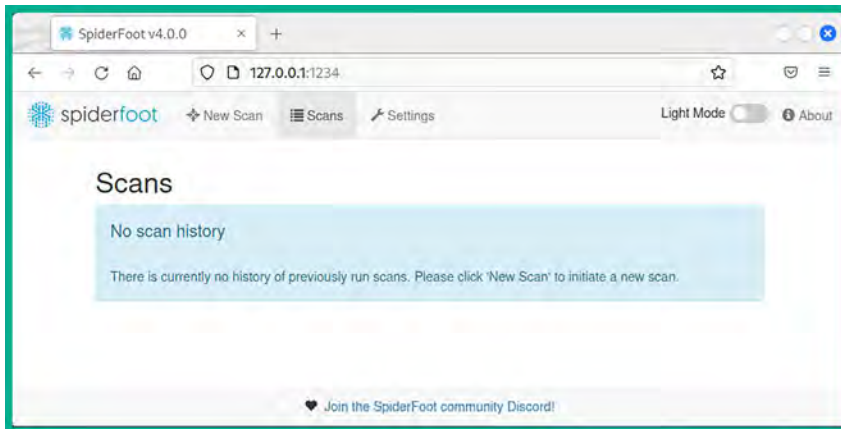 SpiderFoot v4.0.0
127.0.0.1:1234
spiderfoot New Scan Scans Settings Light Mode About
Scans
No scan history
There is currently no history of previously run scans. Please click 'New Scan' to initiate a new scan.
Join the SpiderFoot community Discord!